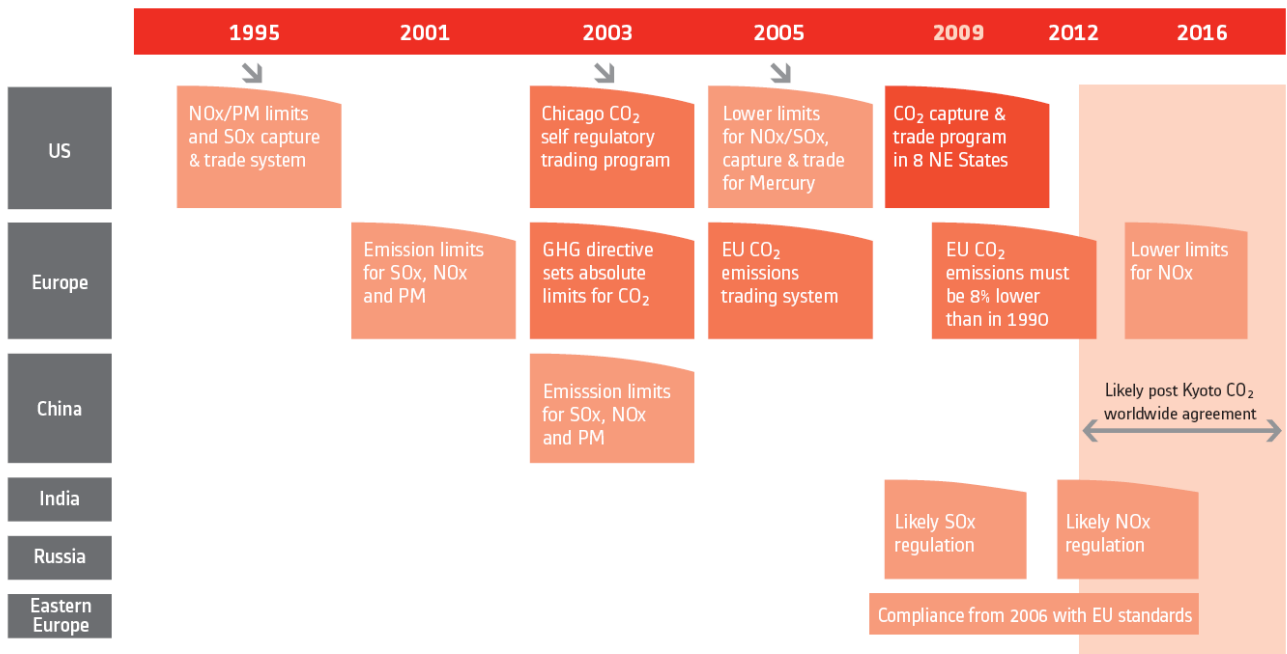 1995 2001 2003 2005 2009 2012 2016
US
NOx/PM limits
and SOx capture
& trade system
Chicago CO₂
self regulatory
trading program
Lower limits
for NOx/SOx,
capture & trade
for Mercury
CO₂ capture &
trade program
in 8 NE States
Europe
Emission limits
for SOx, NOx
and PM
GHG directive
sets absolute
limits for CO₂
EU CO₂
emissions
trading system
EU CO₂
emissions must
be 8% lower
than in 1990
Lower limits
for NOx
China
Emisssion limits
for SOx, NOx
and PM
Likely post Kyoto CO₂
worldwide agreement
India
Russia
Likely SOx
regulation
Likely NOx
regulation
Eastern
Europe
Compliance from 2006 with EU standards